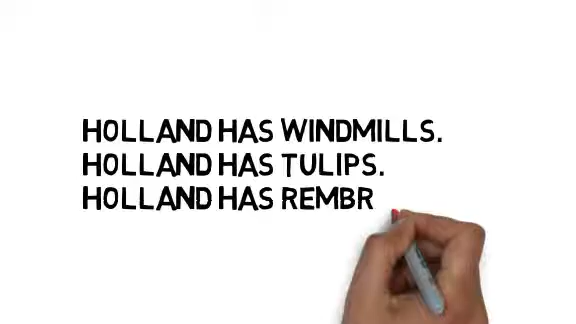 HOLLAND HAS WINDMILLS.
HOLLAND HAS TULIPS.
HOLLAND HAS REMBR